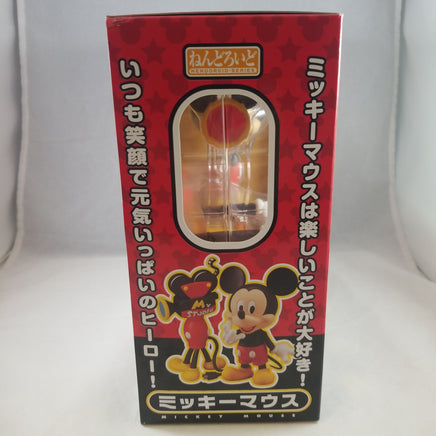 ねんどろいど
NENDOROID SERIES
ミッキーマウスは楽しいことが大好き!
いつも笑顔で元気いっぱいのヒーロー!
ミッキーマウス
MICKEY MOUSE